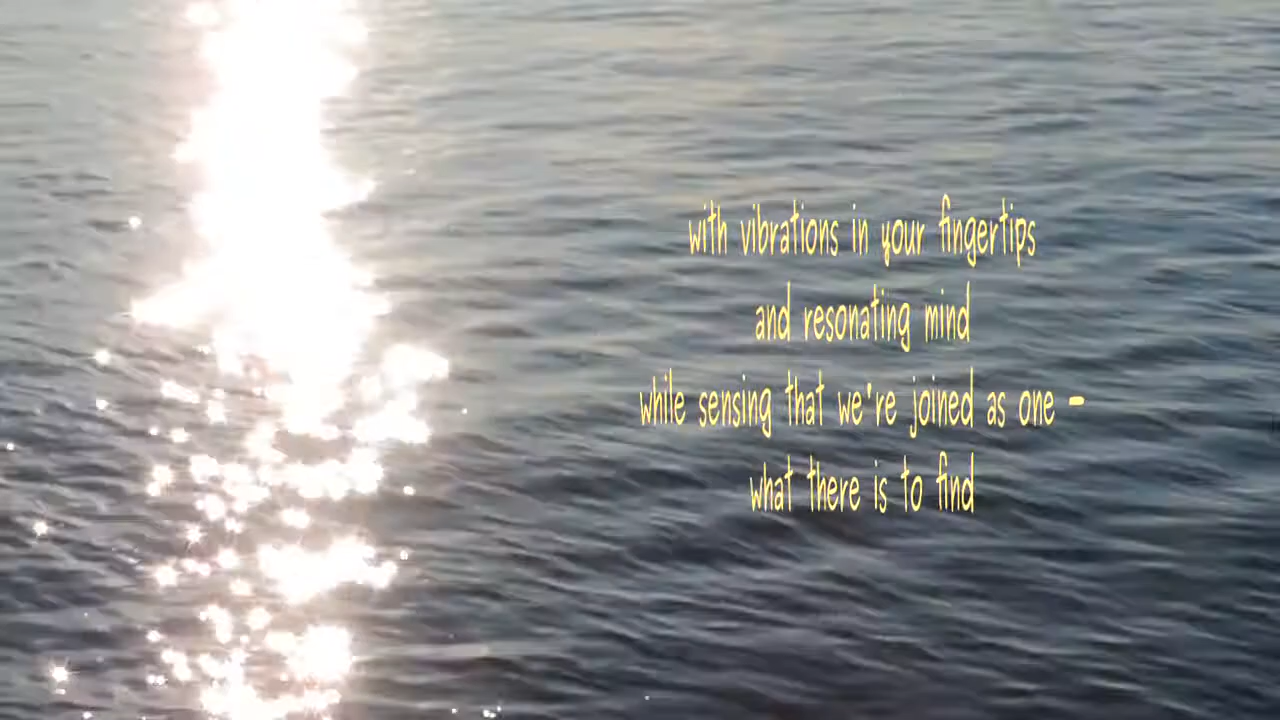 with vibrations in your fingertips
and resonating mind
while sensing that we're joined as one -
what there is to find